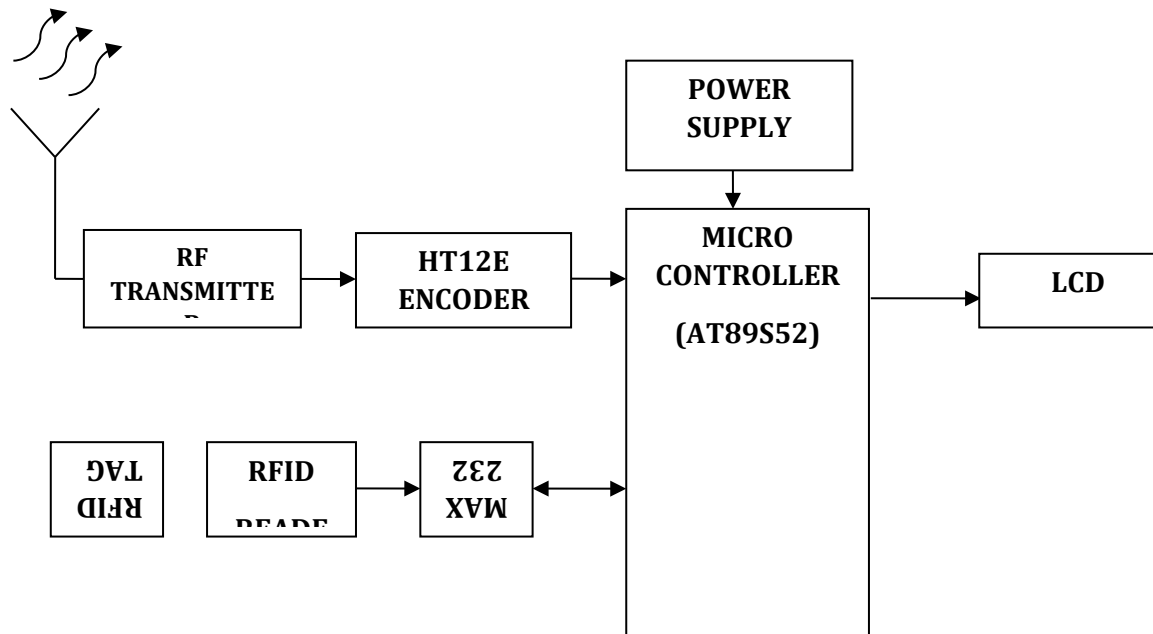 POWER
SUPPLY
RF
TRANSMITTE
HT12E
ENCODER
MICRO
CONTROLLER
(AT89S52)
LCD
RFID
TAG
RFID
MAX
232